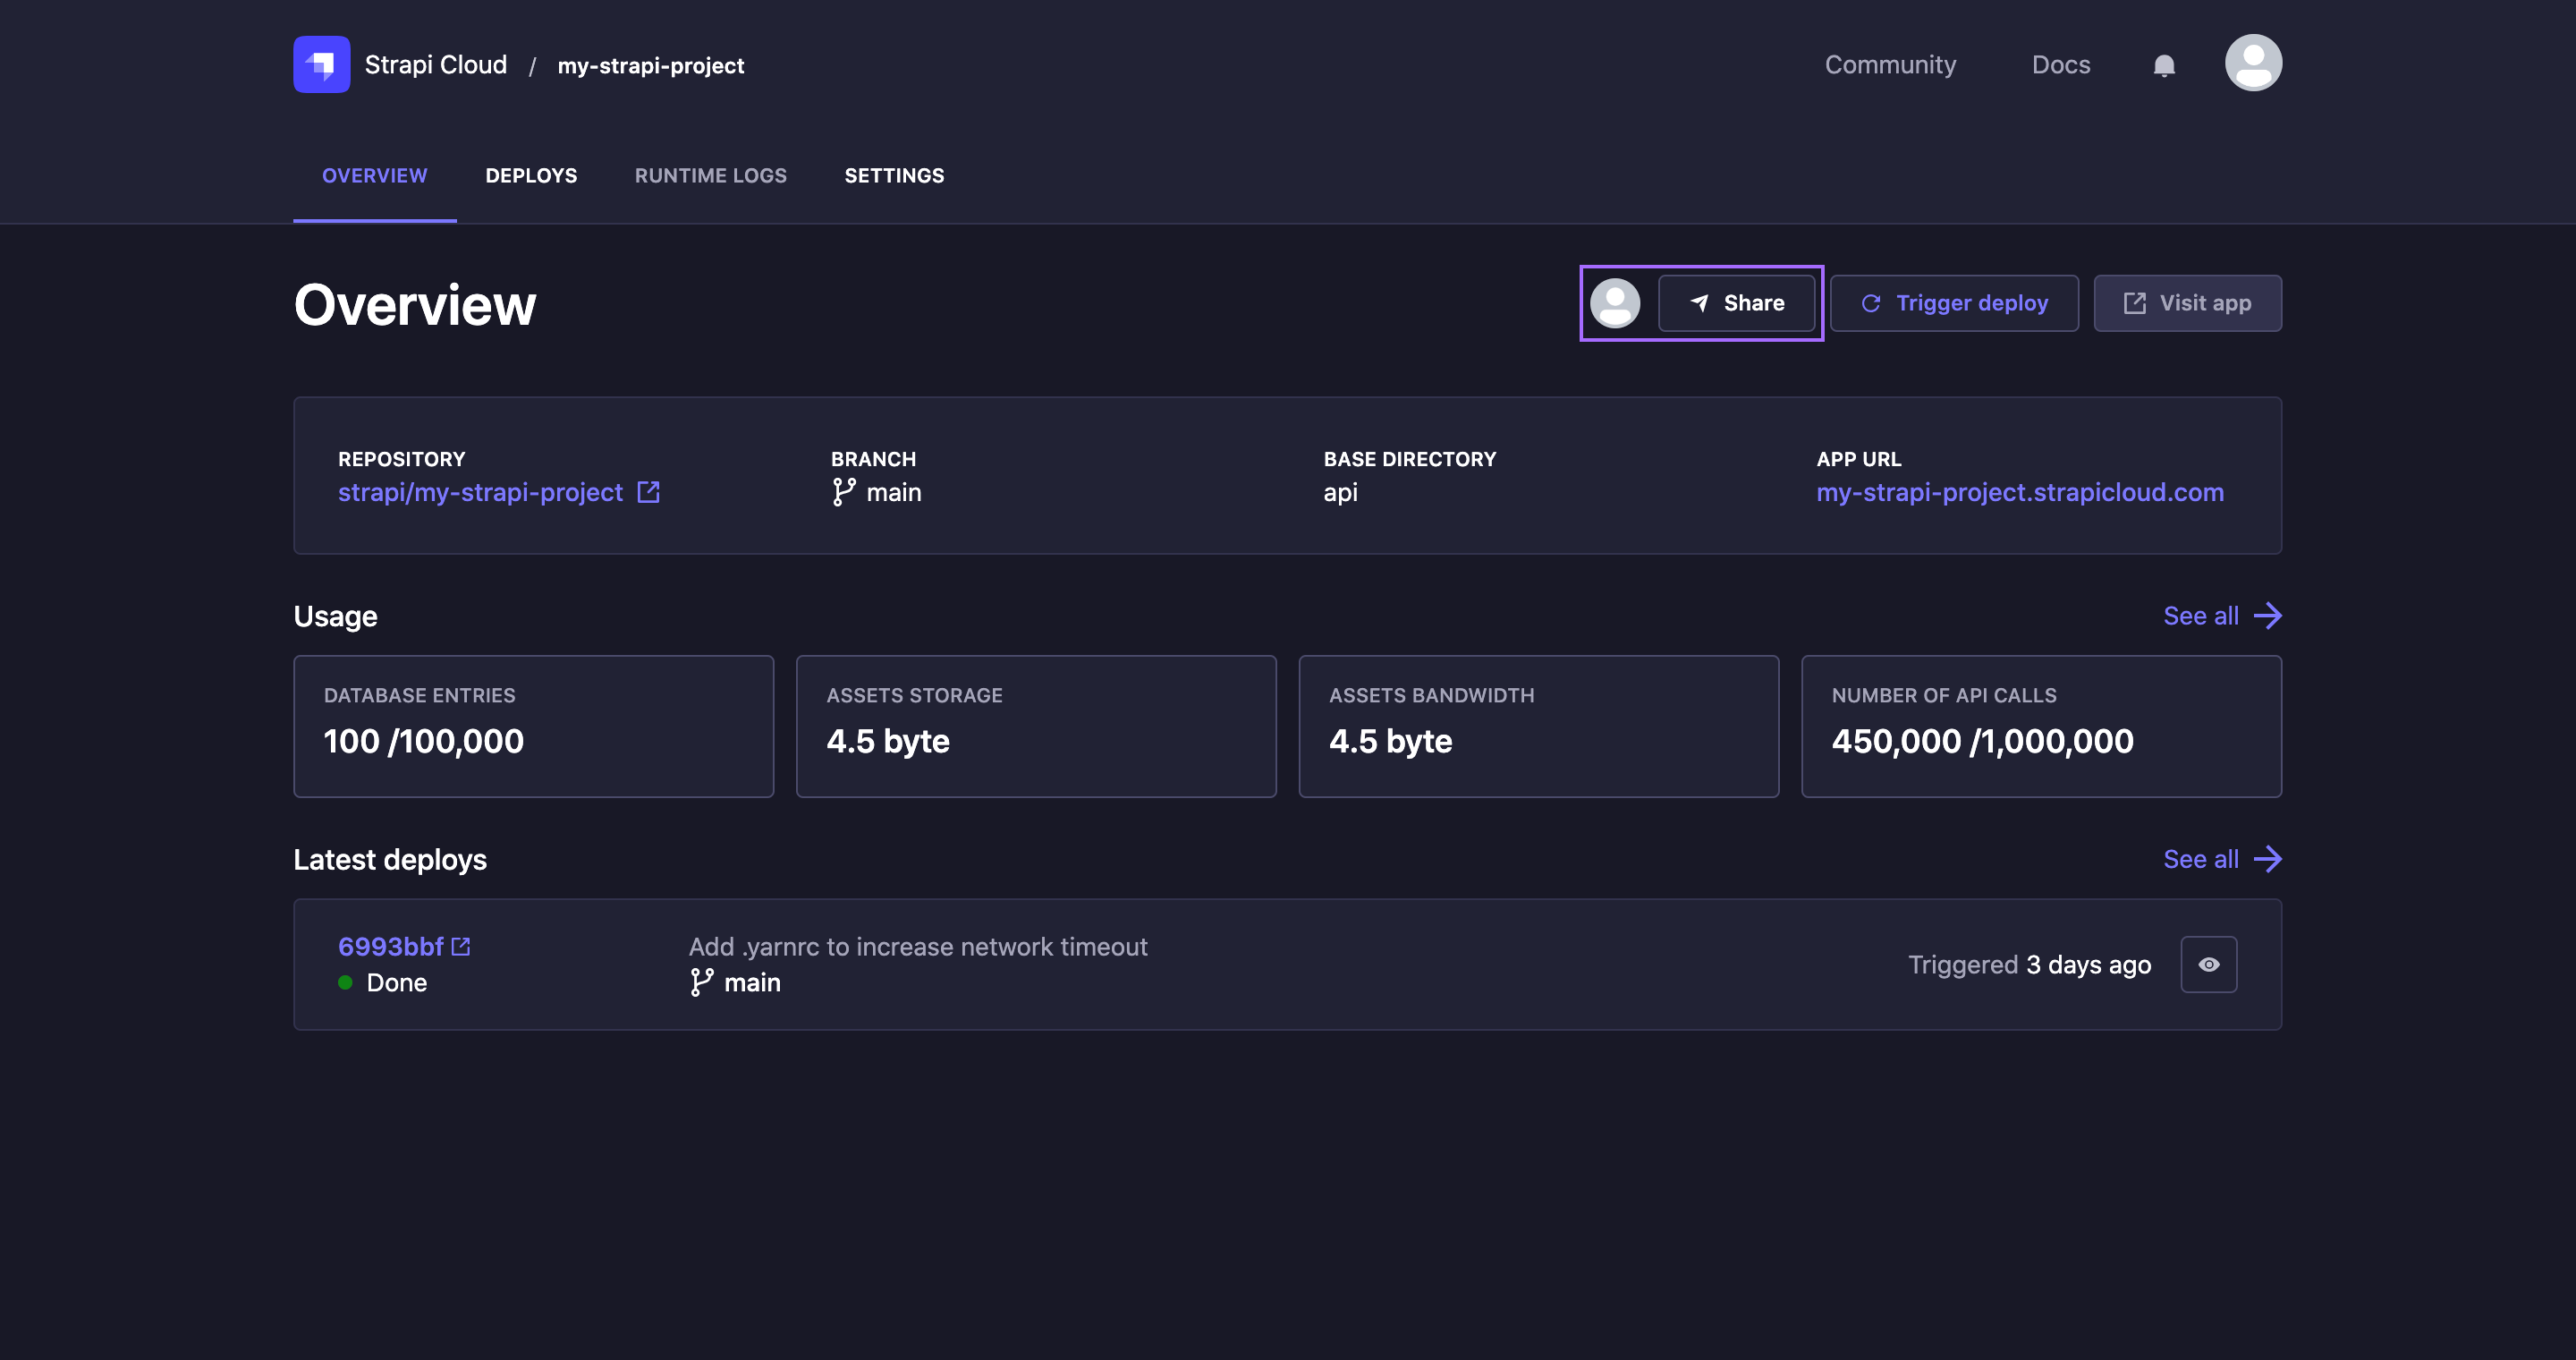 Strapi Cloud / my-strapi-project
Community
Docs
OVERVIEW
DEPLOYS
RUNTIME LOGS
SETTINGS
Overview
Share
Trigger deploy
Visit app
REPOSITORY
strapi/my-strapi-project
BRANCH
main
BASE DIRECTORY
api
APP URL
my-strapi-project.strapicloud.com
Usage
See all
DATABASE ENTRIES
100 /100,000
ASSETS STORAGE
4.5 byte
ASSETS BANDWIDTH
4.5 byte
NUMBER OF API CALLS
450,000 /1,000,000
Latest deploys
See all
6993bbf
Done
Add .yarnrc to increase network timeout
main
Triggered 3 days ago